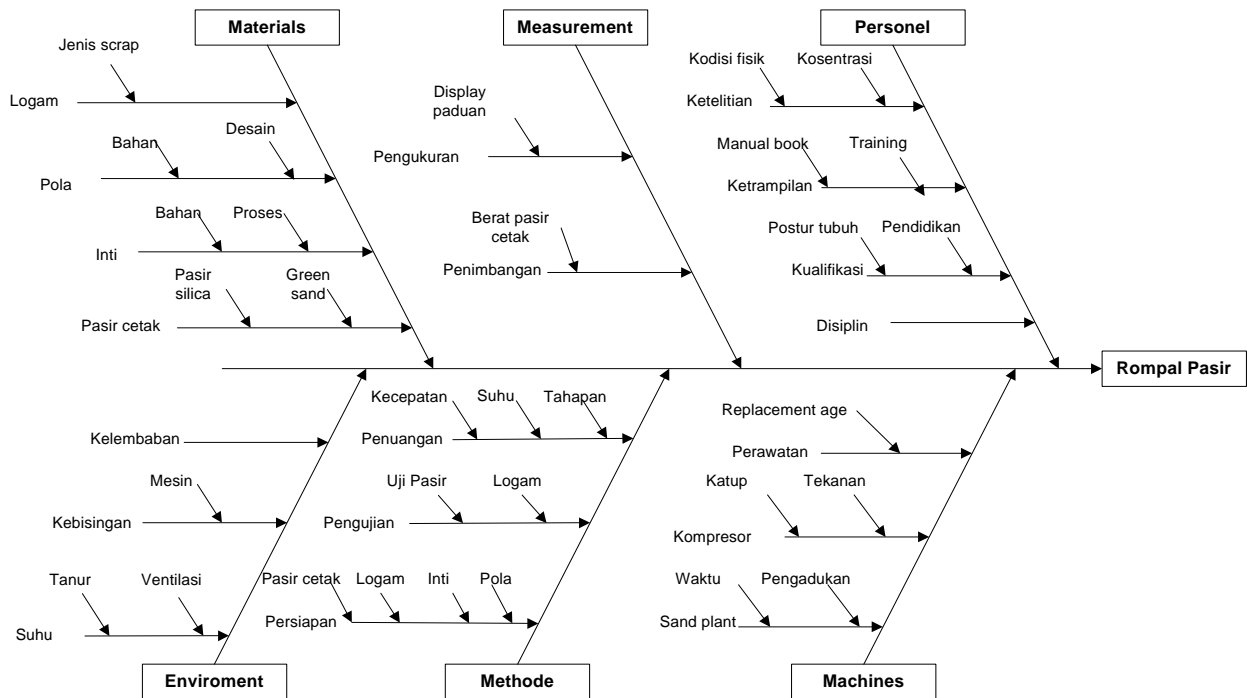 Materials
Measurement
Personel
Jenis scrap
Logam
Bahan
Desain
Pola
Bahan
Proses
Inti
Pasir
silica
Green
sand
Pasir cetak
Display
paduan
Pengukuran
Berat pasir
cetak
Penimbangan
Kodisi fisik
Kosentrasi
Ketelitian
Manual book
Training
Ketrampilan
Postur tubuh
Pendidikan
Kualifikasi
Disiplin
Rompal Pasir
Kelembaban
Mesin
Kebisingan
Tanur
Ventilasi
Suhu
Kecepatan
Suhu
Tahapan
Penuangan
Uji Pasir
Logam
Pengujian
Pasir cetak
Logam
Inti
Pola
Persiapan
Replacement age
Perawatan
Katup
Tekanan
Kompresor
Waktu
Pengadukan
Sand plant
Enviroment
Methode
Machines